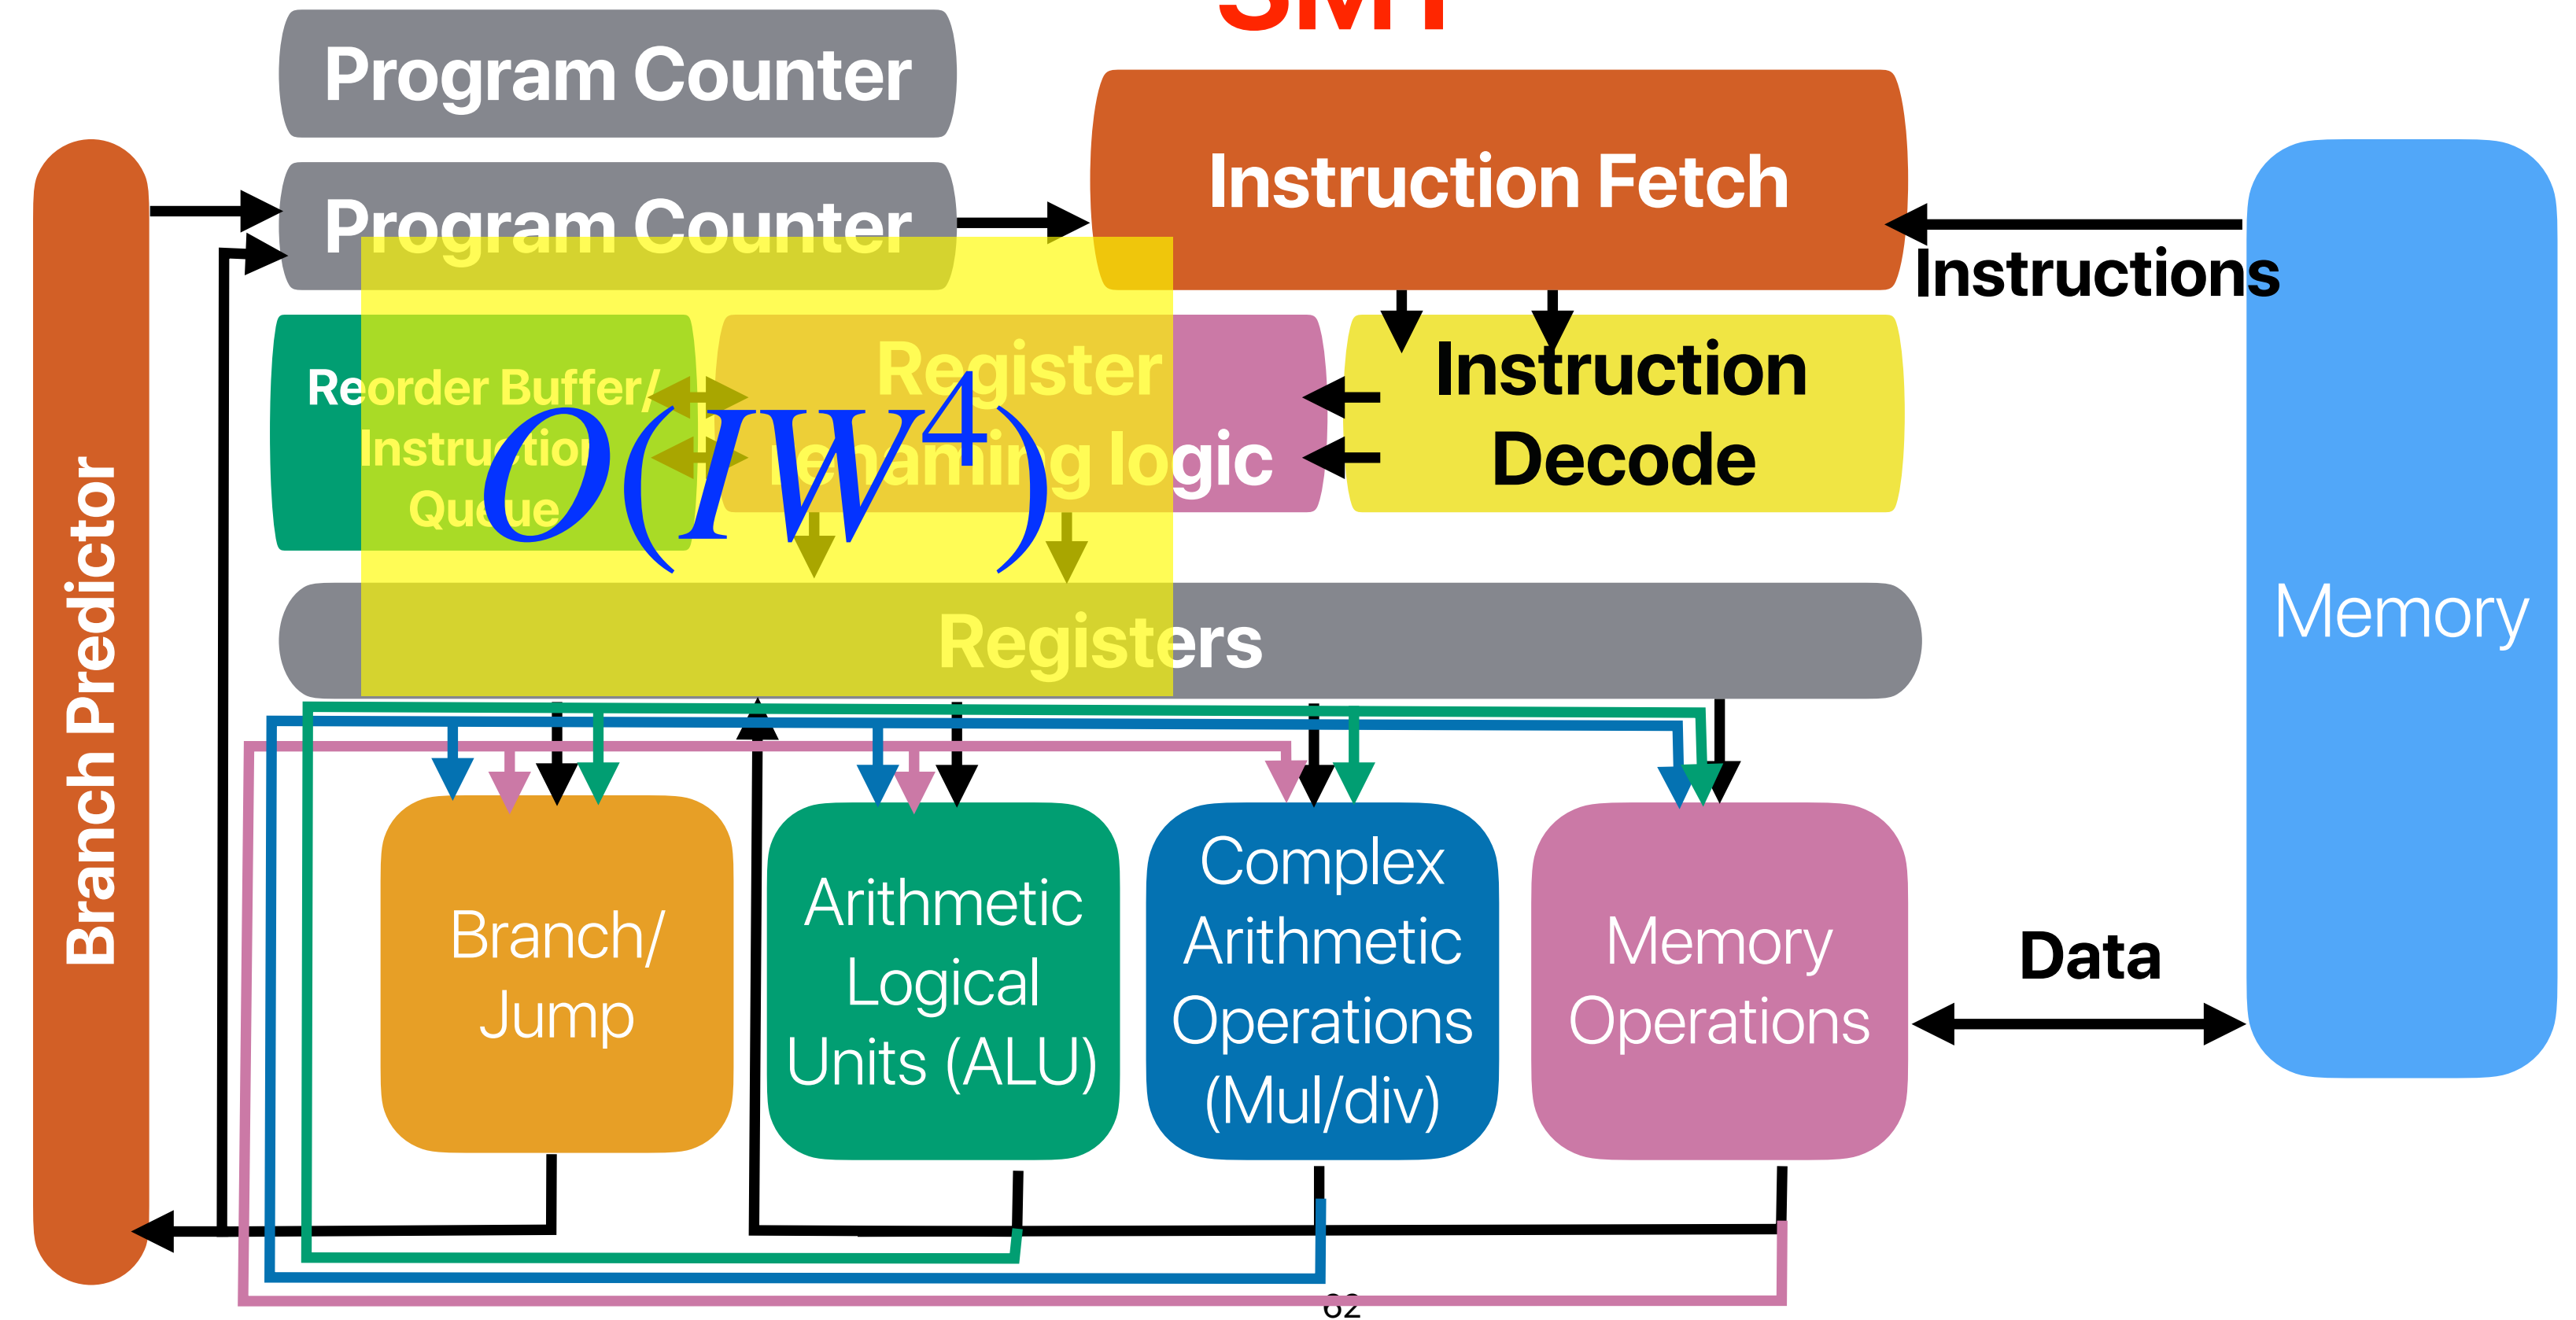 SMT
Program Counter
Program Counter
Instruction Fetch
Instructions
Reorder Buffer/
Instruction
Queue
Register
renaming logic
Instruction
Decode
O(IW⁴)
Registers
Branch Predictor
Memory
Branch/
Jump
Arithmetic
Logical
Units (ALU)
Complex
Arithmetic
Operations
(Mul/div)
Memory
Operations
Data
62